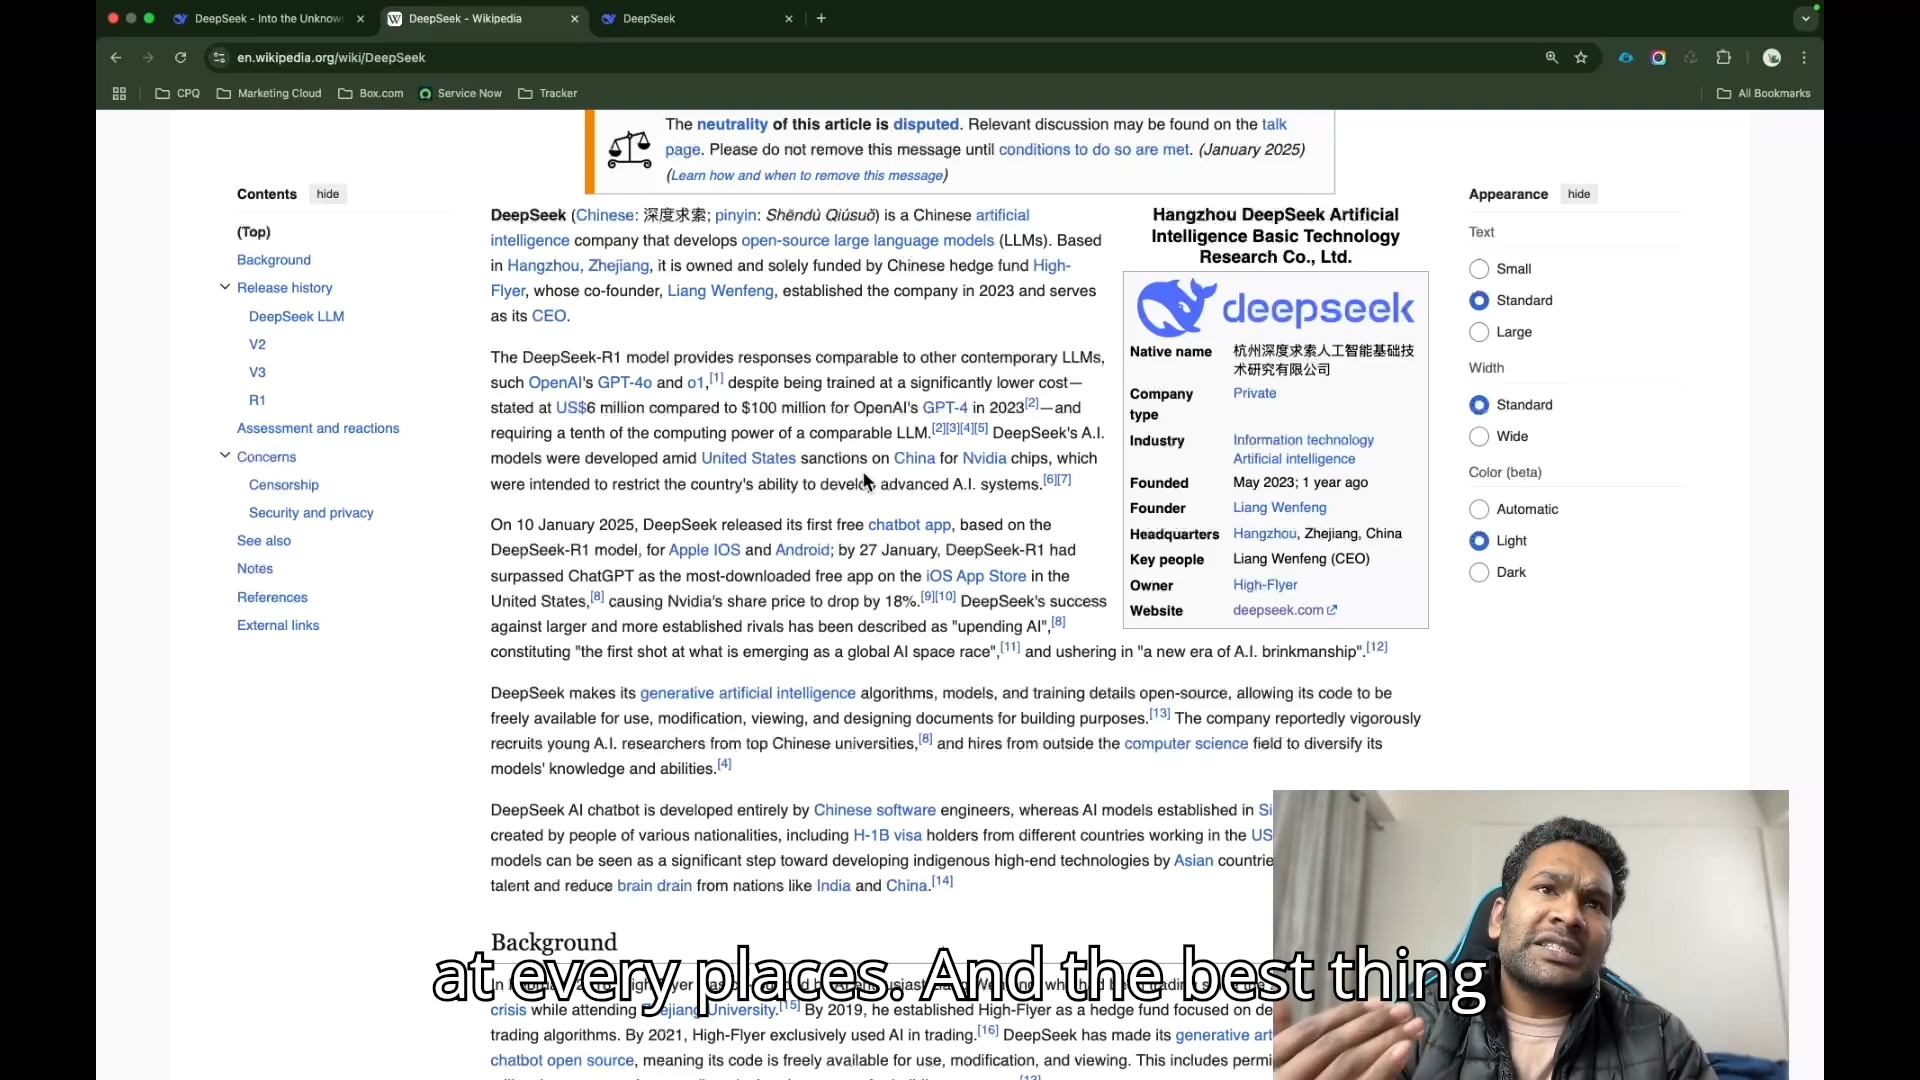 DeepSeek - Into the Unknow
DeepSeek - Wikipedia
DeepSeek
en.wikipedia.org/wiki/DeepSeek
CPQ
Marketing Cloud
Box.com
Service Now
Tracker
All Bookmarks
The neutrality of this article is disputed. Relevant discussion may be found on the talk
page. Please do not remove this message until conditions to do so are met. (January 2025)
(Learn how and when to remove this message)
Contents hide
(Top)
Background
Release history
DeepSeek LLM
V2
V3
R1
Assessment and reactions
Concerns
Censorship
Security and privacy
See also
Notes
References
External links
DeepSeek (Chinese: 深度求索; pinyin: Shēndù Qiúsuǒ) is a Chinese artificial
intelligence company that develops open-source large language models (LLMs). Based
in Hangzhou, Zhejiang, it is owned and solely funded by Chinese hedge fund High-
Flyer, whose co-founder, Liang Wenfeng, established the company in 2023 and serves
as its CEO.
The DeepSeek-R1 model provides responses comparable to other contemporary LLMs,
such OpenAI's GPT-4o and o1,[1] despite being trained at a significantly lower cost—
stated at US$6 million compared to $100 million for OpenAI's GPT-4 in 2023[2]—and
requiring a tenth of the computing power of a comparable LLM.[2][3][4][5] DeepSeek's A.I.
models were developed amid United States sanctions on China for Nvidia chips, which
were intended to restrict the country's ability to develop advanced A.I. systems.[6][7]
On 10 January 2025, DeepSeek released its first free chatbot app, based on the
DeepSeek-R1 model, for Apple IOS and Android; by 27 January, DeepSeek-R1 had
surpassed ChatGPT as the most-downloaded free app on the iOS App Store in the
United States,[8] causing Nvidia's share price to drop by 18%.[9][10] DeepSeek's success
against larger and more established rivals has been described as "upending AI",[8]
constituting "the first shot at what is emerging as a global AI space race",[11] and ushering in "a new era of A.I. brinkmanship".[12]
DeepSeek makes its generative artificial intelligence algorithms, models, and training details open-source, allowing its code to be
freely available for use, modification, viewing, and designing documents for building purposes.[13] The company reportedly vigorously
recruits young A.I. researchers from top Chinese universities,[8] and hires from outside the computer science field to diversify its
models' knowledge and abilities.[4]
DeepSeek AI chatbot is developed entirely by Chinese software engineers, whereas AI models established in Si
created by people of various nationalities, including H-1B visa holders from different countries working in the US
models can be seen as a significant step toward developing indigenous high-end technologies by Asian countrie
talent and reduce brain drain from nations like India and China.[14]
Hangzhou DeepSeek Artificial
Intelligence Basic Technology
Research Co., Ltd.
deepseek
Native name 杭州深度求索人工智能基础技
术研究有限公司
Company Private
type
Industry Information technology
Artificial intelligence
Founded May 2023; 1 year ago
Founder Liang Wenfeng
Headquarters Hangzhou, Zhejiang, China
Key people Liang Wenfeng (CEO)
Owner High-Flyer
Website deepseek.com
Appearance hide
Text
Small
Standard
Large
Width
Standard
Wide
Color (beta)
Automatic
Light
Dark
Background
at every places. And the best thing
crisis while attending Zhejiang University.[15] By 2019, he established High-Flyer as a hedge fund focused on de
trading algorithms. By 2021, High-Flyer exclusively used AI in trading.[16] DeepSeek has made its generative art
chatbot open source, meaning its code is freely available for use, modification, and viewing. This includes permi